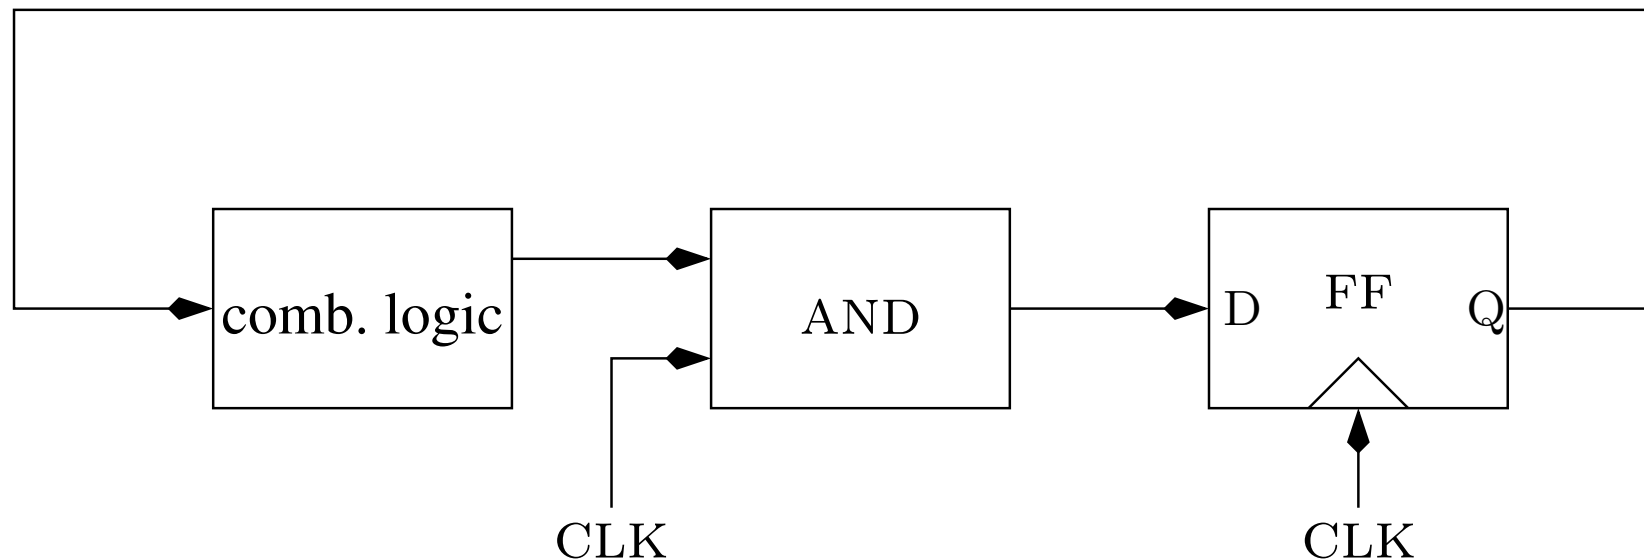 comb. logic
AND
D
FF
Q
CLK
CLK